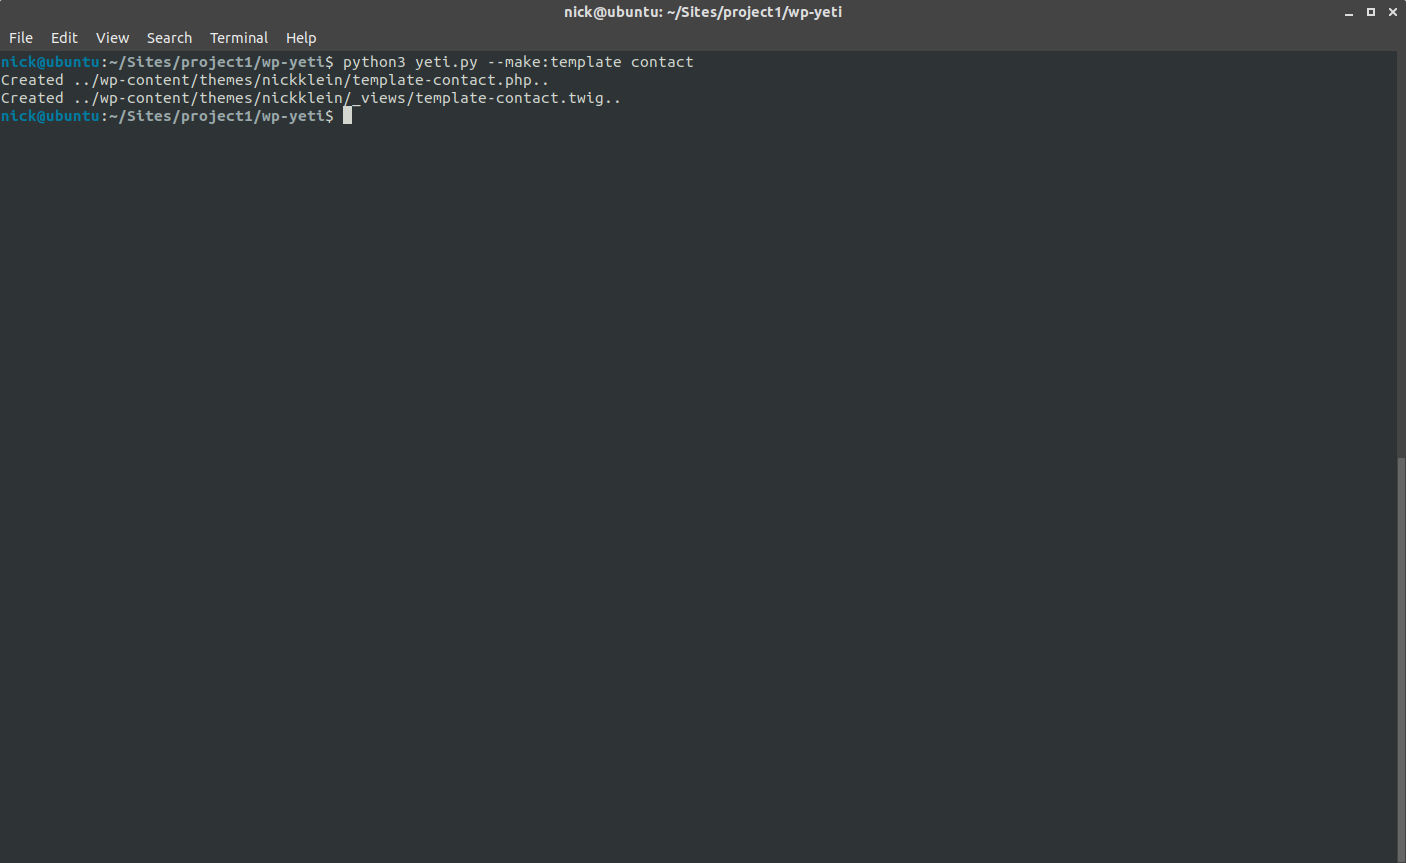 nick@ubuntu: ~/Sites/project1/wp-yeti
File Edit View Search Terminal Help
nick@ubuntu:~/Sites/project1/wp-yeti$ python3 yeti.py --make:template contact
Created ../wp-content/themes/nickklein/template-contact.php..
Created ../wp-content/themes/nickklein/_views/template-contact.twig..
nick@ubuntu:~/Sites/project1/wp-yeti$